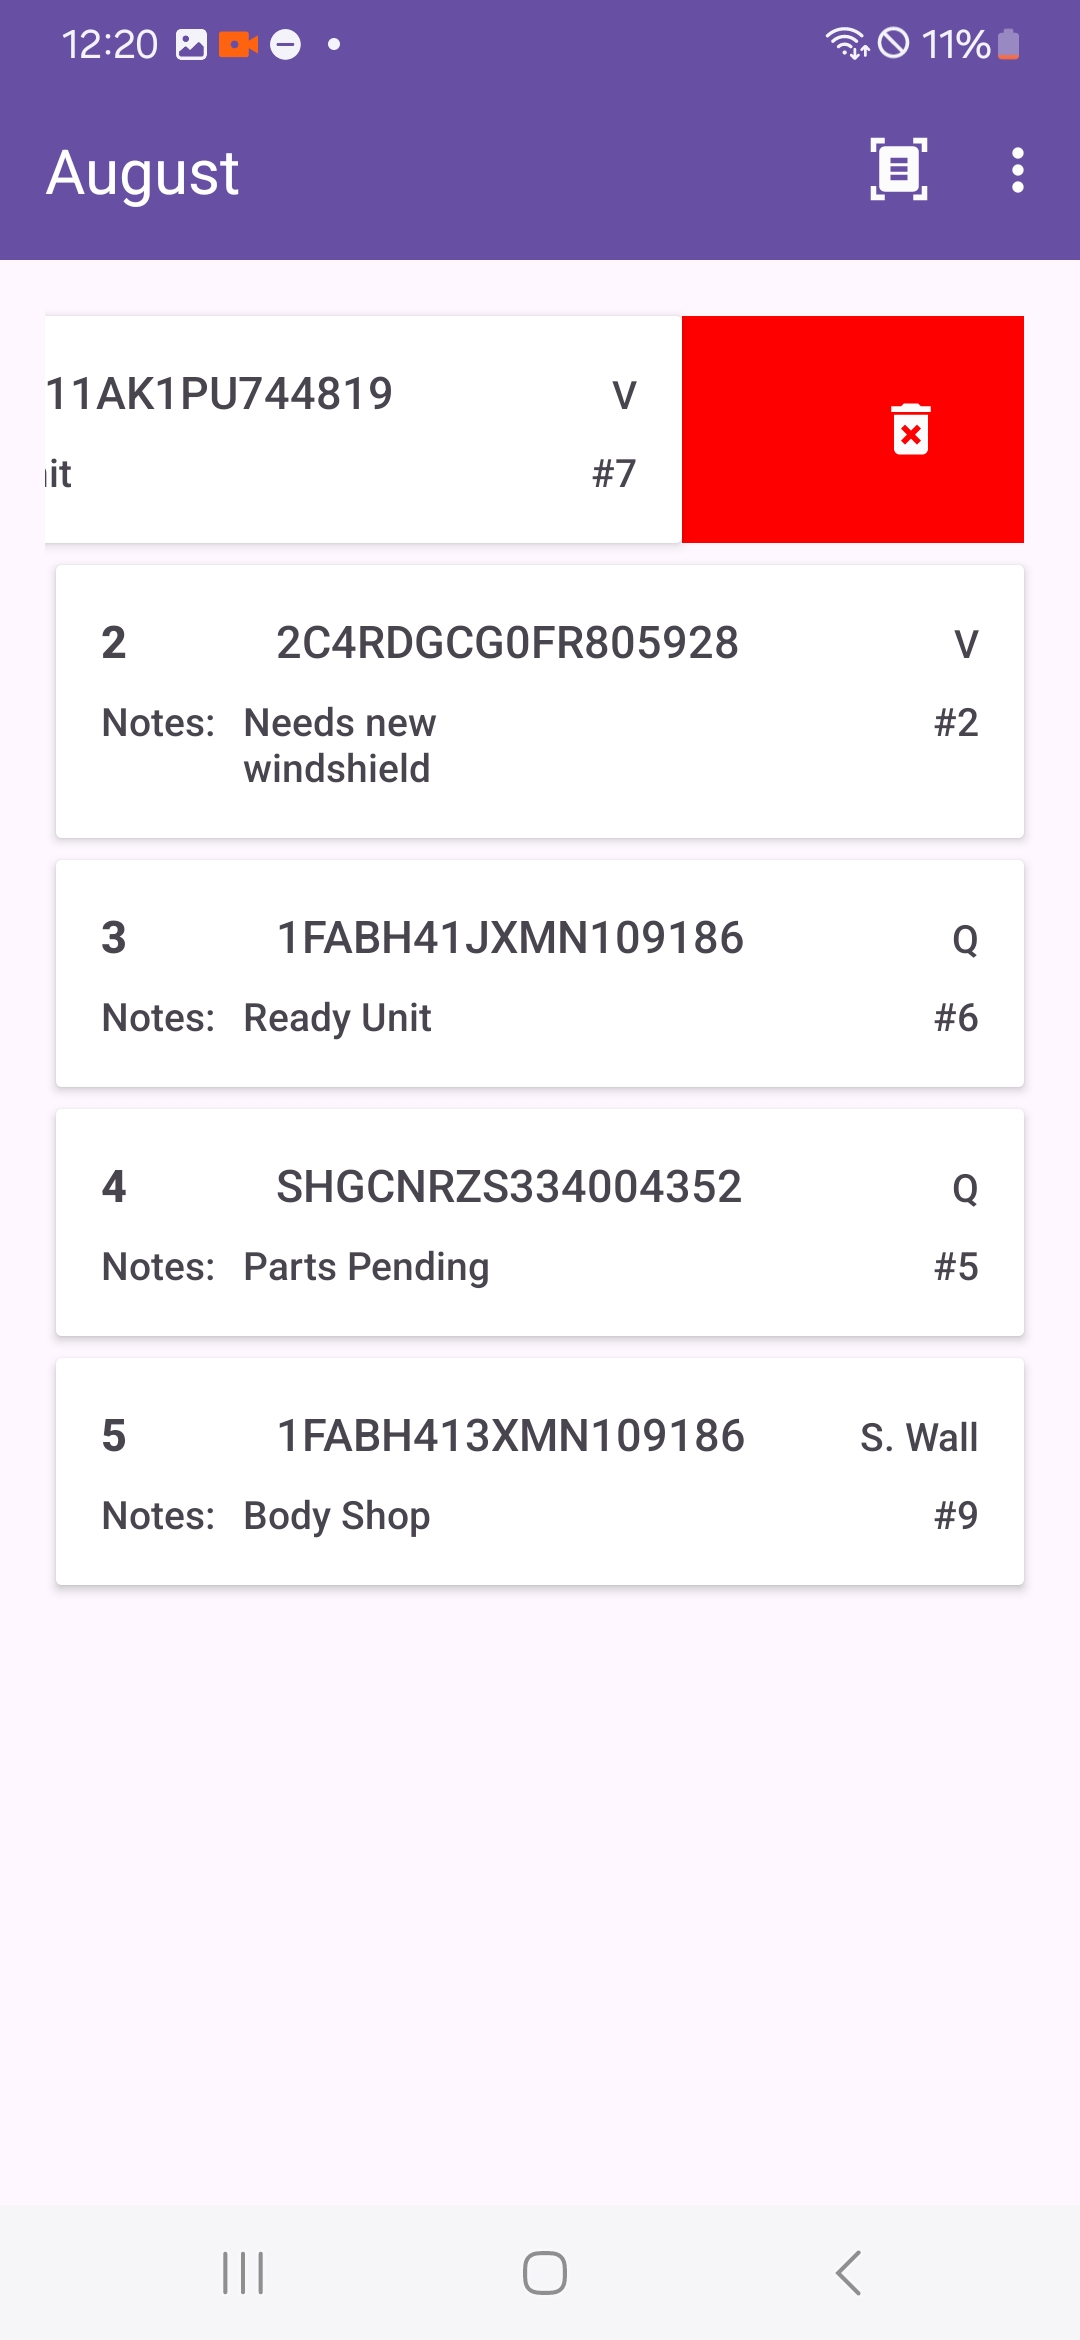 12:20 11%
August
11AK1PU744819 V
it #7
2 2C4RDGCG0FR805928 V
Notes: Needs new #2
windshield
3 1FABH41JXMN109186 Q
Notes: Ready Unit #6
4 SHGCNRZS334004352 Q
Notes: Parts Pending #5
5 1FABH413XMN109186 S. Wall
Notes: Body Shop #9